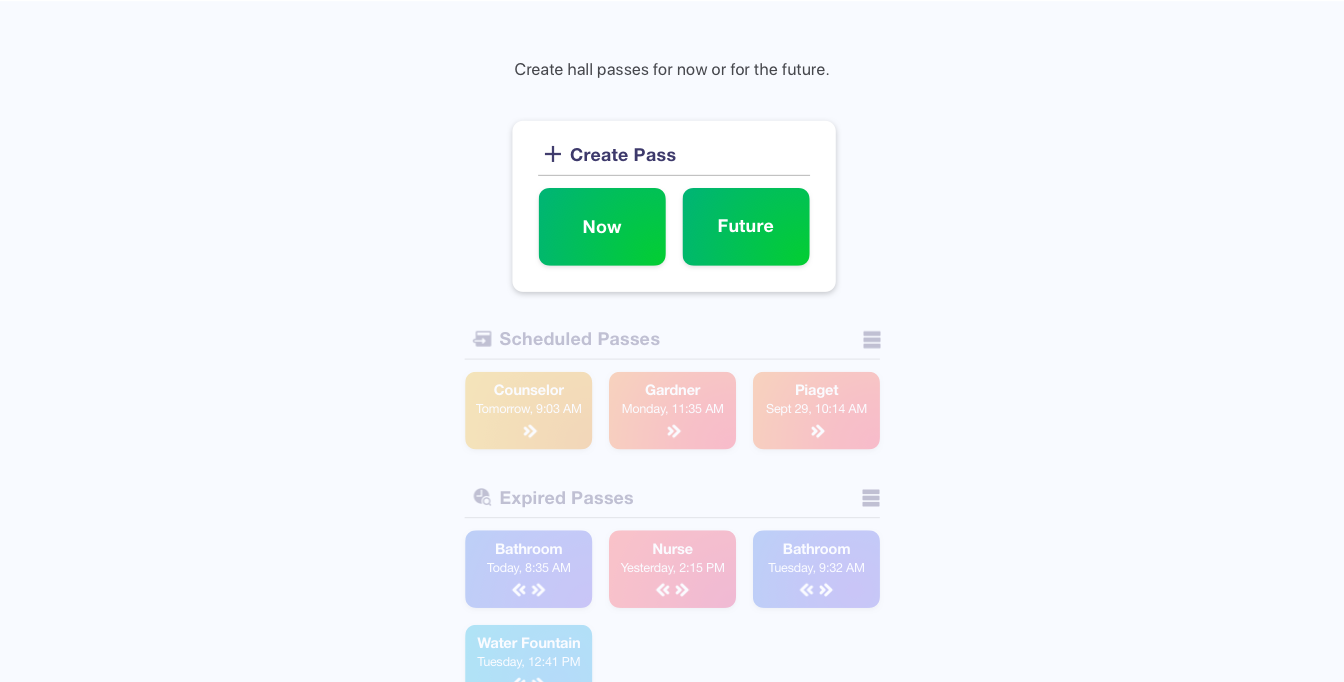 Create hall passes for now or for the future.
Create Pass
Now
Future
Scheduled Passes
Counselor
Tomorrow, 9:03 AM
Gardner
Monday, 11:35 AM
Piaget
Sept 29, 10:14 AM
Expired Passes
Bathroom
Today, 8:35 AM
Nurse
Yesterday, 2:15 PM
Bathroom
Tuesday, 9:32 AM
Water Fountain
Tuesday, 12:41 PM